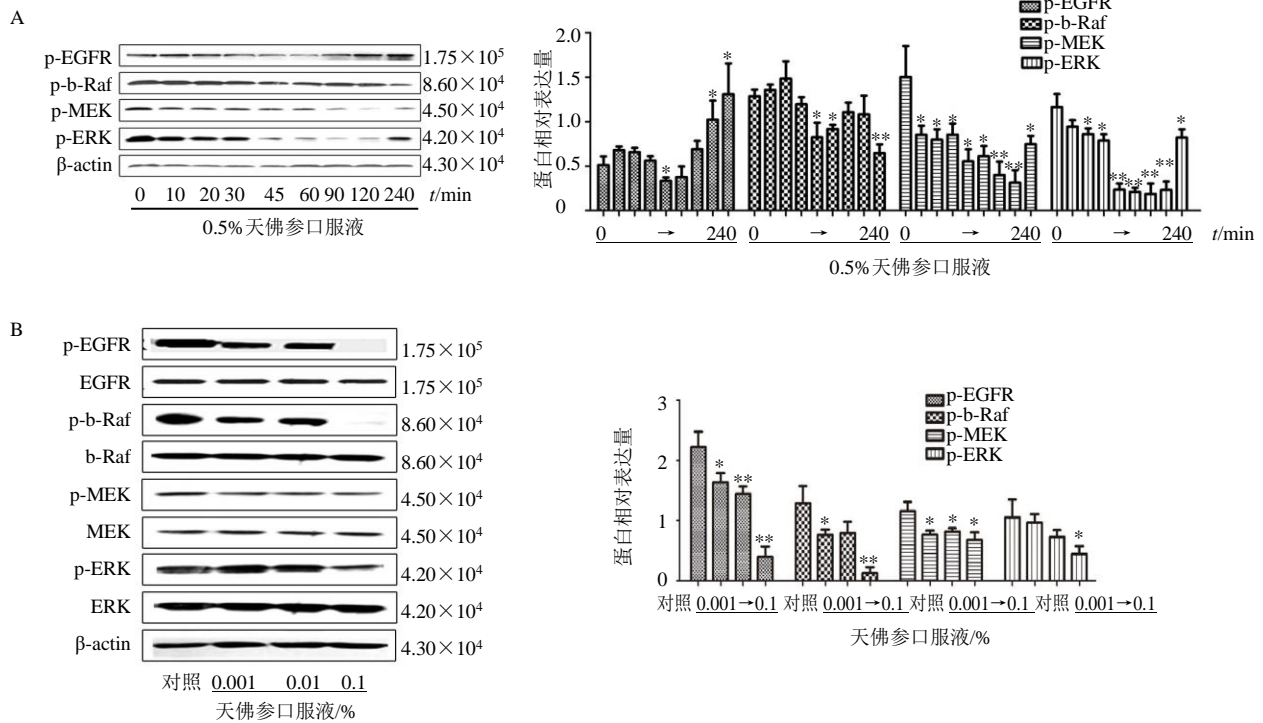 A
p-EGFR 1.75×10⁵
p-b-Raf 8.60×10⁴
p-MEK 4.50×10⁴
p-ERK 4.20×10⁴
β-actin 4.30×10⁴
0 10 20 30 45 60 90 120 240 t/min
0.5%天佛参口服液
p-EGFR
p-b-Raf
p-MEK
p-ERK
蛋白相对表达量
2.0
1.5
1.0
0.5
0
* * * * * ** * * * * * ** ** * * * ** ** ** ** *
0 → 240 0 → 240 0 → 240 0 → 240 t/min
0.5%天佛参口服液
B
p-EGFR 1.75×10⁵
EGFR 1.75×10⁵
p-b-Raf 8.60×10⁴
b-Raf 8.60×10⁴
p-MEK 4.50×10⁴
MEK 4.50×10⁴
p-ERK 4.20×10⁴
ERK 4.20×10⁴
β-actin 4.30×10⁴
对照 0.001 0.01 0.1
天佛参口服液/%
p-EGFR
p-b-Raf
p-MEK
p-ERK
蛋白相对表达量
3
2
1
0
* ** ** * ** * * * *
对照 0.001→0.1 对照 0.001→0.1 对照 0.001→0.1 对照 0.001→0.1
天佛参口服液/%